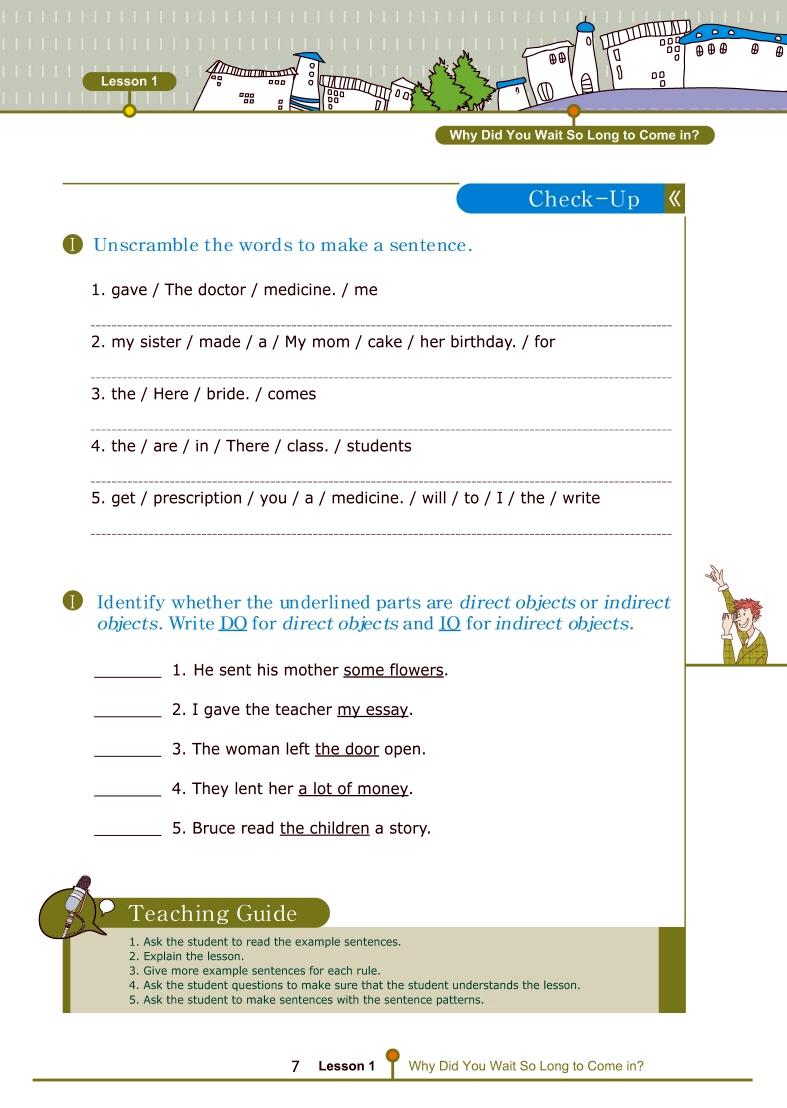 Lesson 1
Why Did You Wait So Long to Come in?
Check-Up
I Unscramble the words to make a sentence.
1. gave / The doctor / medicine. / me
2. my sister / made / a / My mom / cake / her birthday. / for
3. the / Here / bride. / comes
4. the / are / in / There / class. / students
5. get / prescription / you / a / medicine. / will / to / I / the / write
I Identify whether the underlined parts are direct objects or indirect
objects. Write DO for direct objects and IO for indirect objects.
________ 1. He sent his mother some flowers.
________ 2. I gave the teacher my essay.
________ 3. The woman left the door open.
________ 4. They lent her a lot of money.
________ 5. Bruce read the children a story.
Teaching Guide
1. Ask the student to read the example sentences.
2. Explain the lesson.
3. Give more example sentences for each rule.
4. Ask the student questions to make sure that the student understands the lesson.
5. Ask the student to make sentences with the sentence patterns.
7 Lesson 1 Why Did You Wait So Long to Come in?